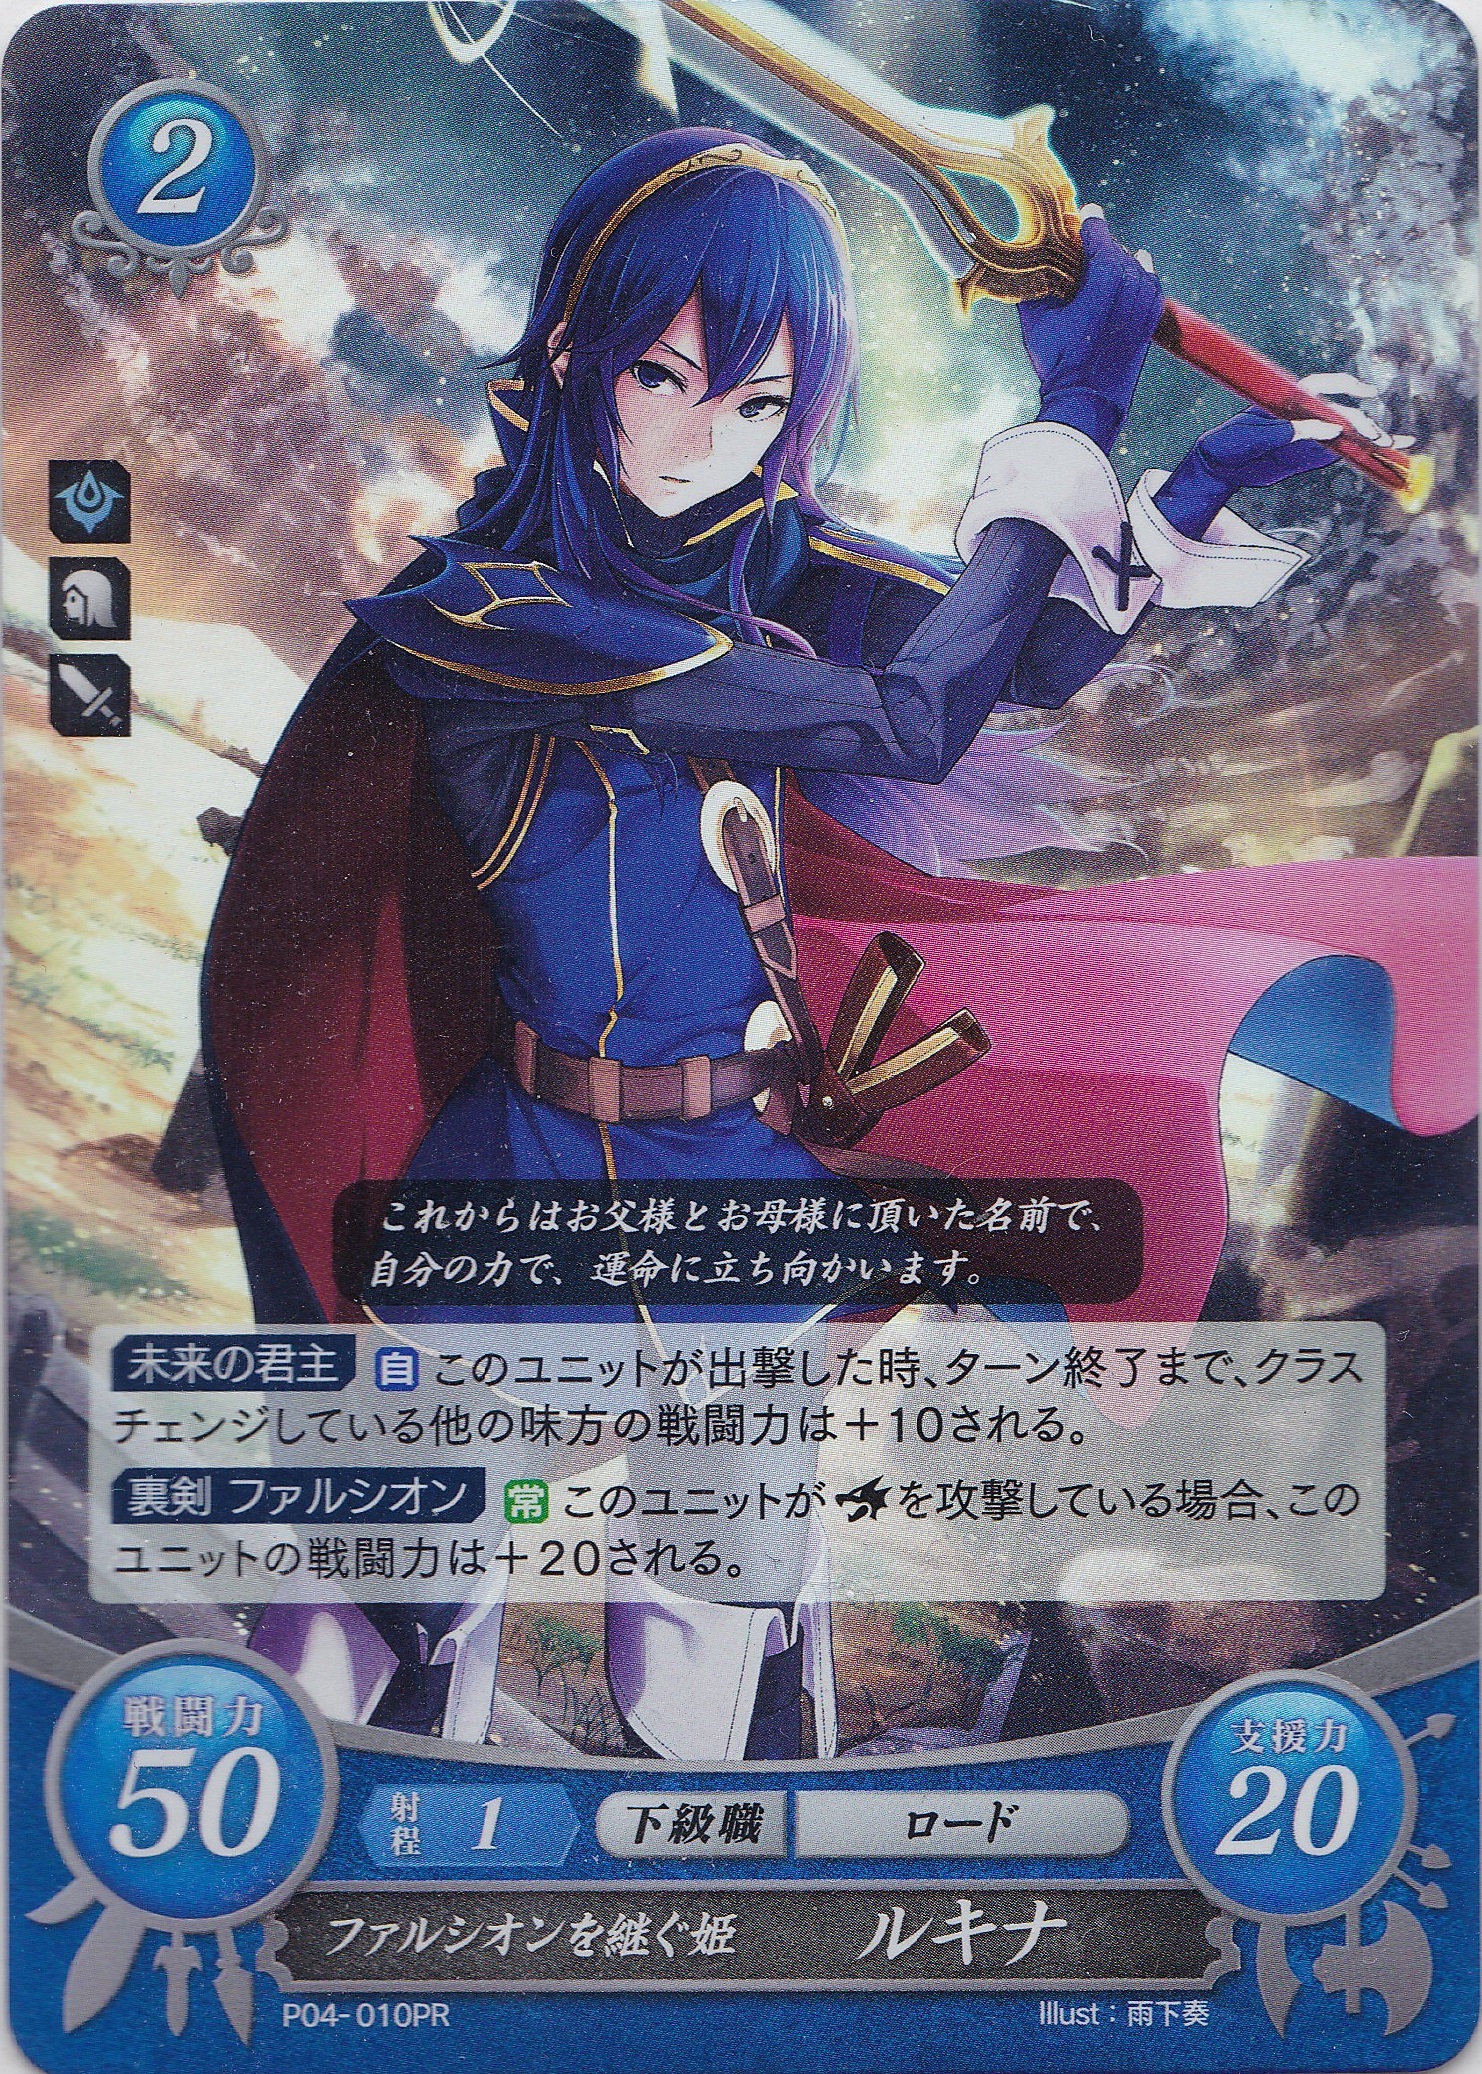 2
これからはお父様とお母様に頂いた名前で、
自分の力で、運命に立ち向かいます。
未来の君主 自 このユニットが出撃した時、ターン終了まで、クラス
チェンジしている他の味方の戦闘力は＋10される。
裏剣 ファルシオン 常 このユニットが を攻撃している場合、この
ユニットの戦闘力は＋20される。
戦闘力
50
射程 1
下級職 ロード
支援力
20
ファルシオンを継ぐ姫 ルキナ
P04-010PR
Illust：雨下奏